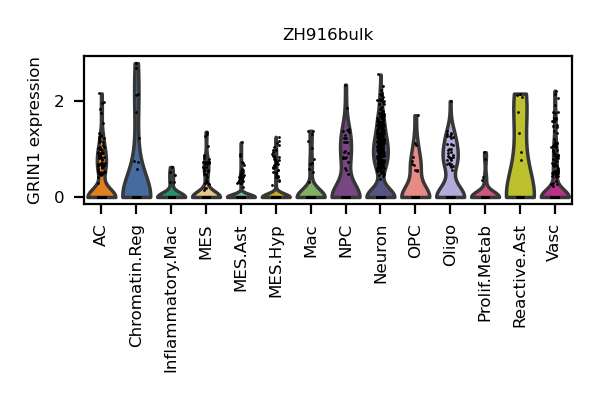 ZH916bulk
GRIN1 expression
2
0
AC
Chromatin.Reg
Inflammatory.Mac
MES
MES.Ast
MES.Hyp
Mac
NPC
Neuron
OPC
Oligo
Prolif.Metab
Reactive.Ast
Vasc